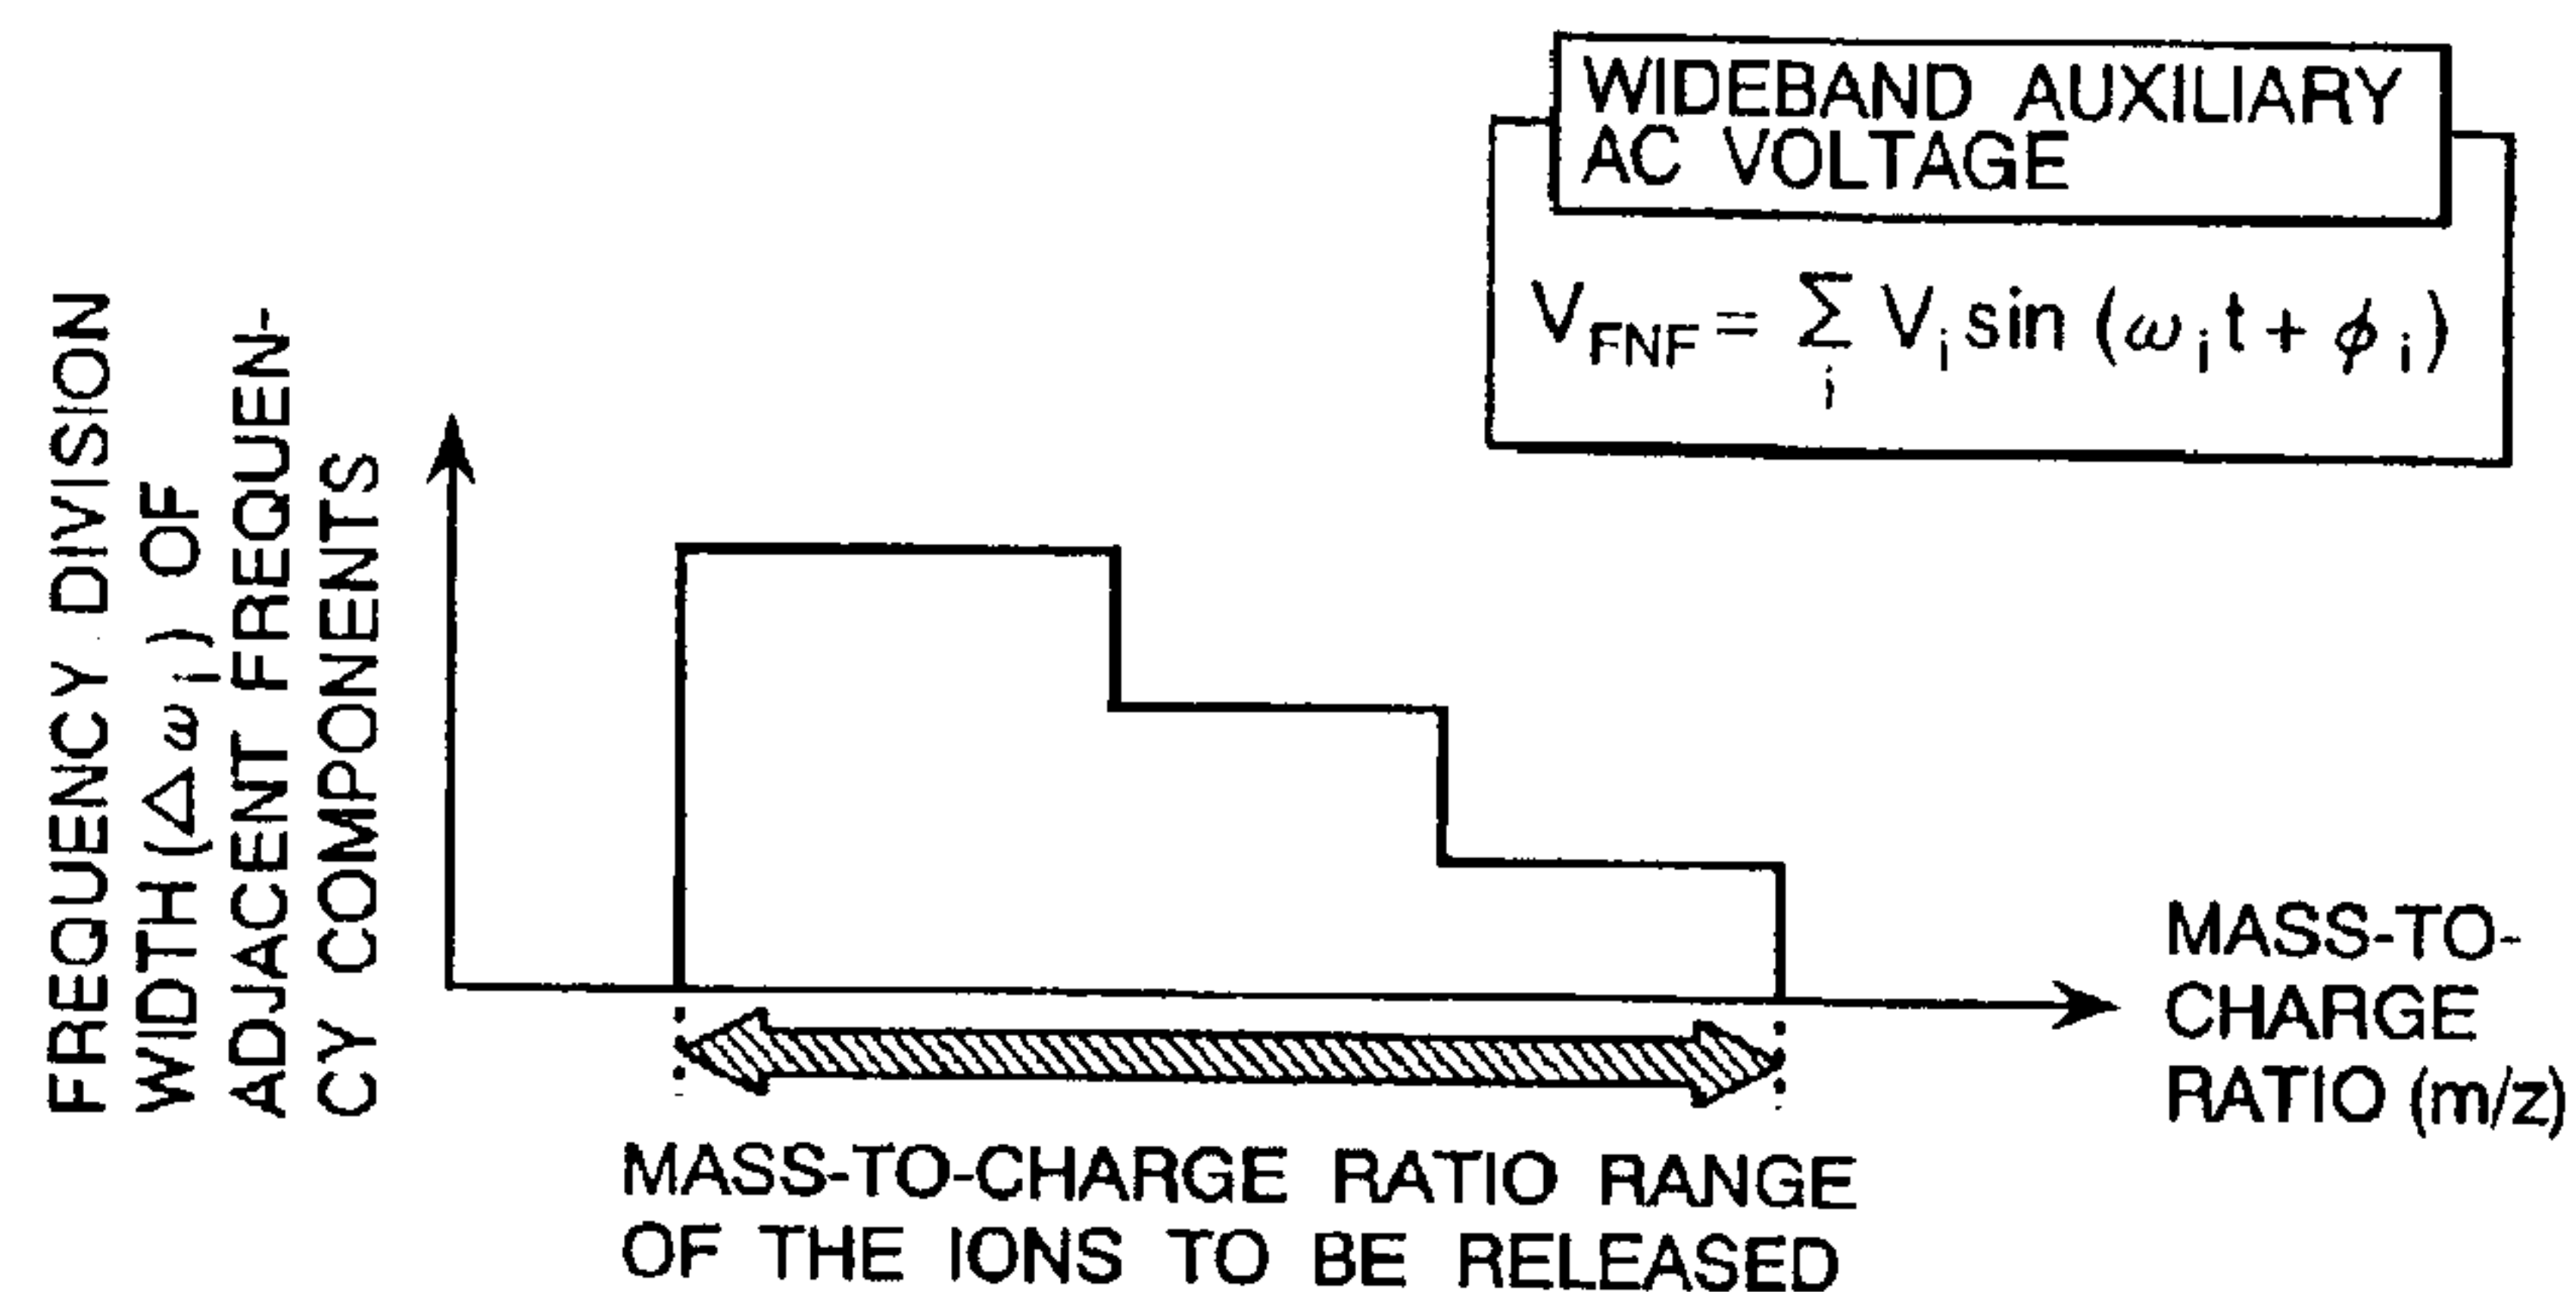 WIDEBAND AUXILIARY
AC VOLTAGE
V_FNF = Σ_i V_i sin (ω_i t + ϕ_i)
FREQUENCY DIVISION
WIDTH (Δω_i) OF
ADJACENT FREQUEN-
CY COMPONENTS
MASS-TO-
CHARGE
RATIO (m/z)
MASS-TO-CHARGE RATIO RANGE
OF THE IONS TO BE RELEASED